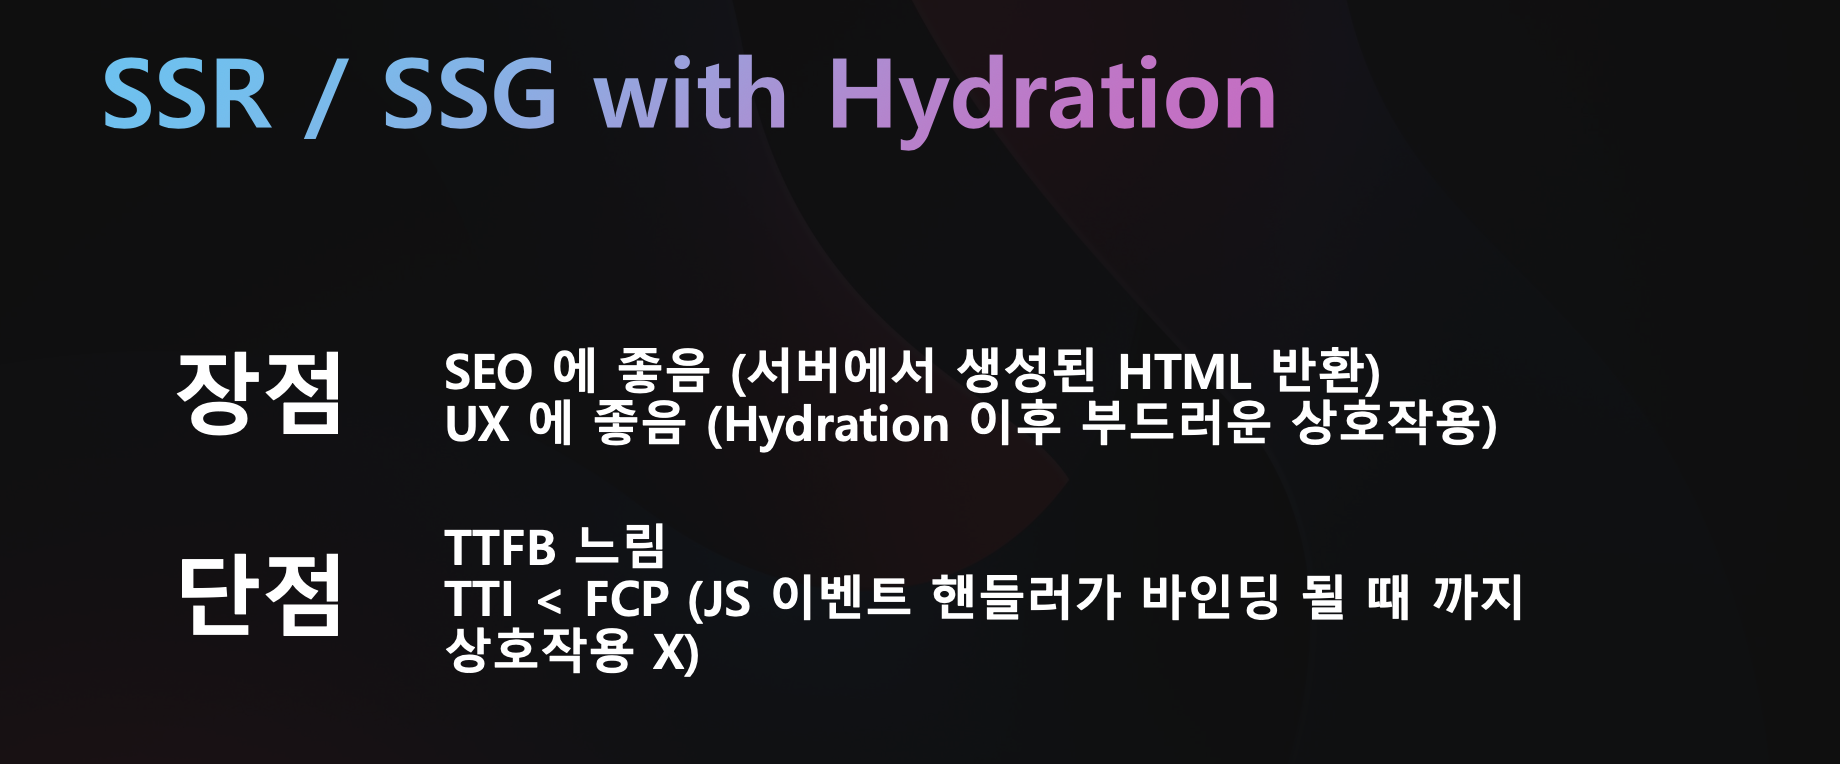 SSR / SSG with Hydration
장점
SEO 에 좋음 (서버에서 생성된 HTML 반환)
UX 에 좋음 (Hydration 이후 부드러운 상호작용)
단점
TTFB 느림
TTI < FCP (JS 이벤트 핸들러가 바인딩 될 때 까지
상호작용 X)